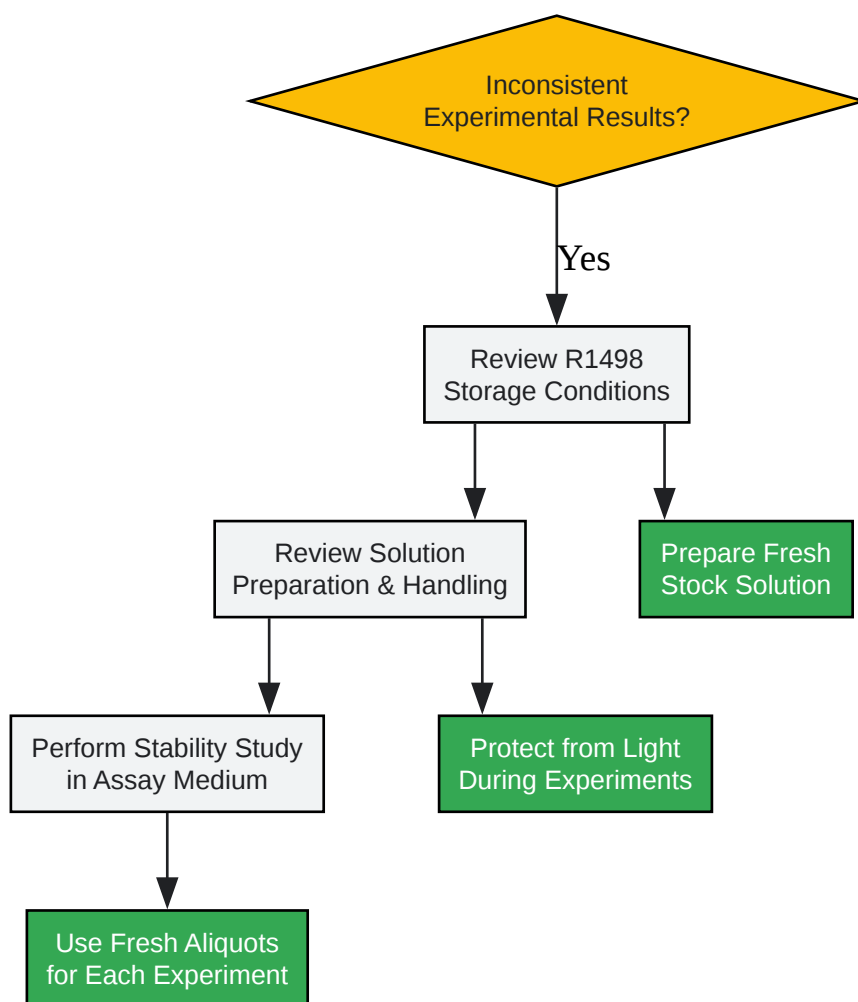 Inconsistent
Experimental Results?
Yes
Review R1498
Storage Conditions
Review Solution
Preparation & Handling
Prepare Fresh
Stock Solution
Perform Stability Study
in Assay Medium
Protect from Light
During Experiments
Use Fresh Aliquots
for Each Experiment